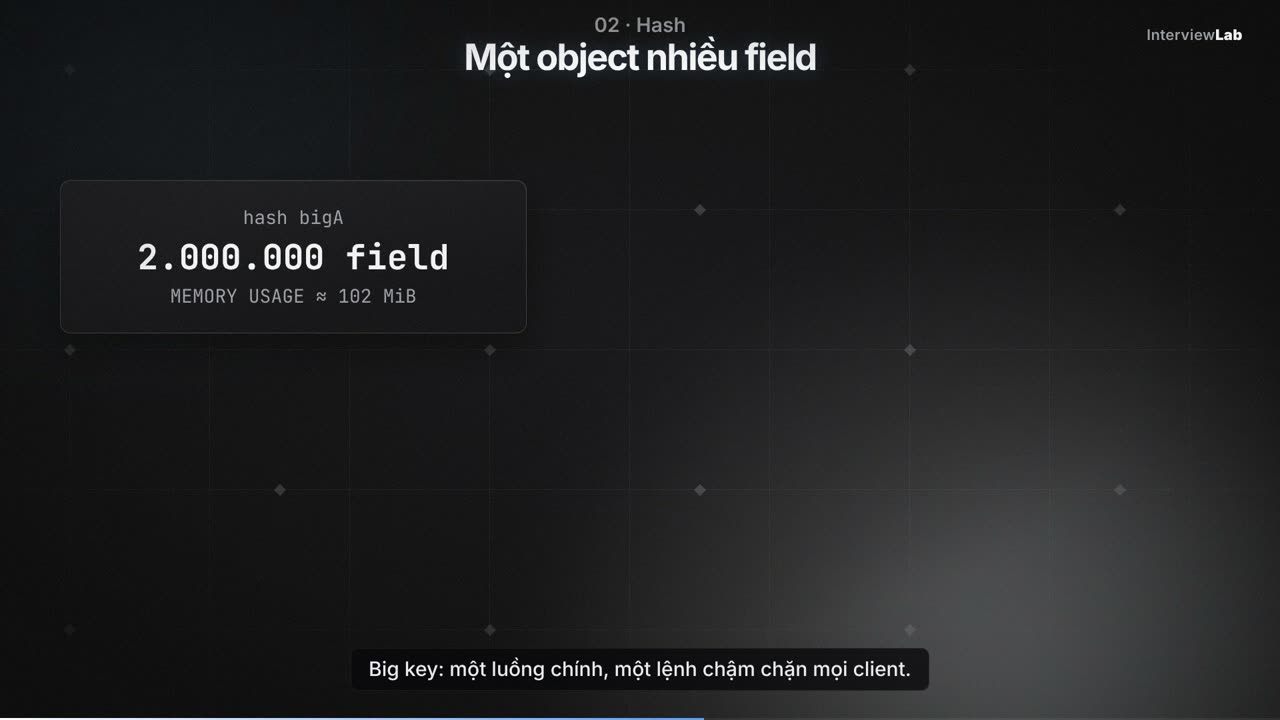 02 · Hash
Một object nhiều field
InterviewLab
hash bigA
2.000.000 field
MEMORY USAGE ≈ 102 MiB
Big key: một luồng chính, một lệnh chậm chặn mọi client.